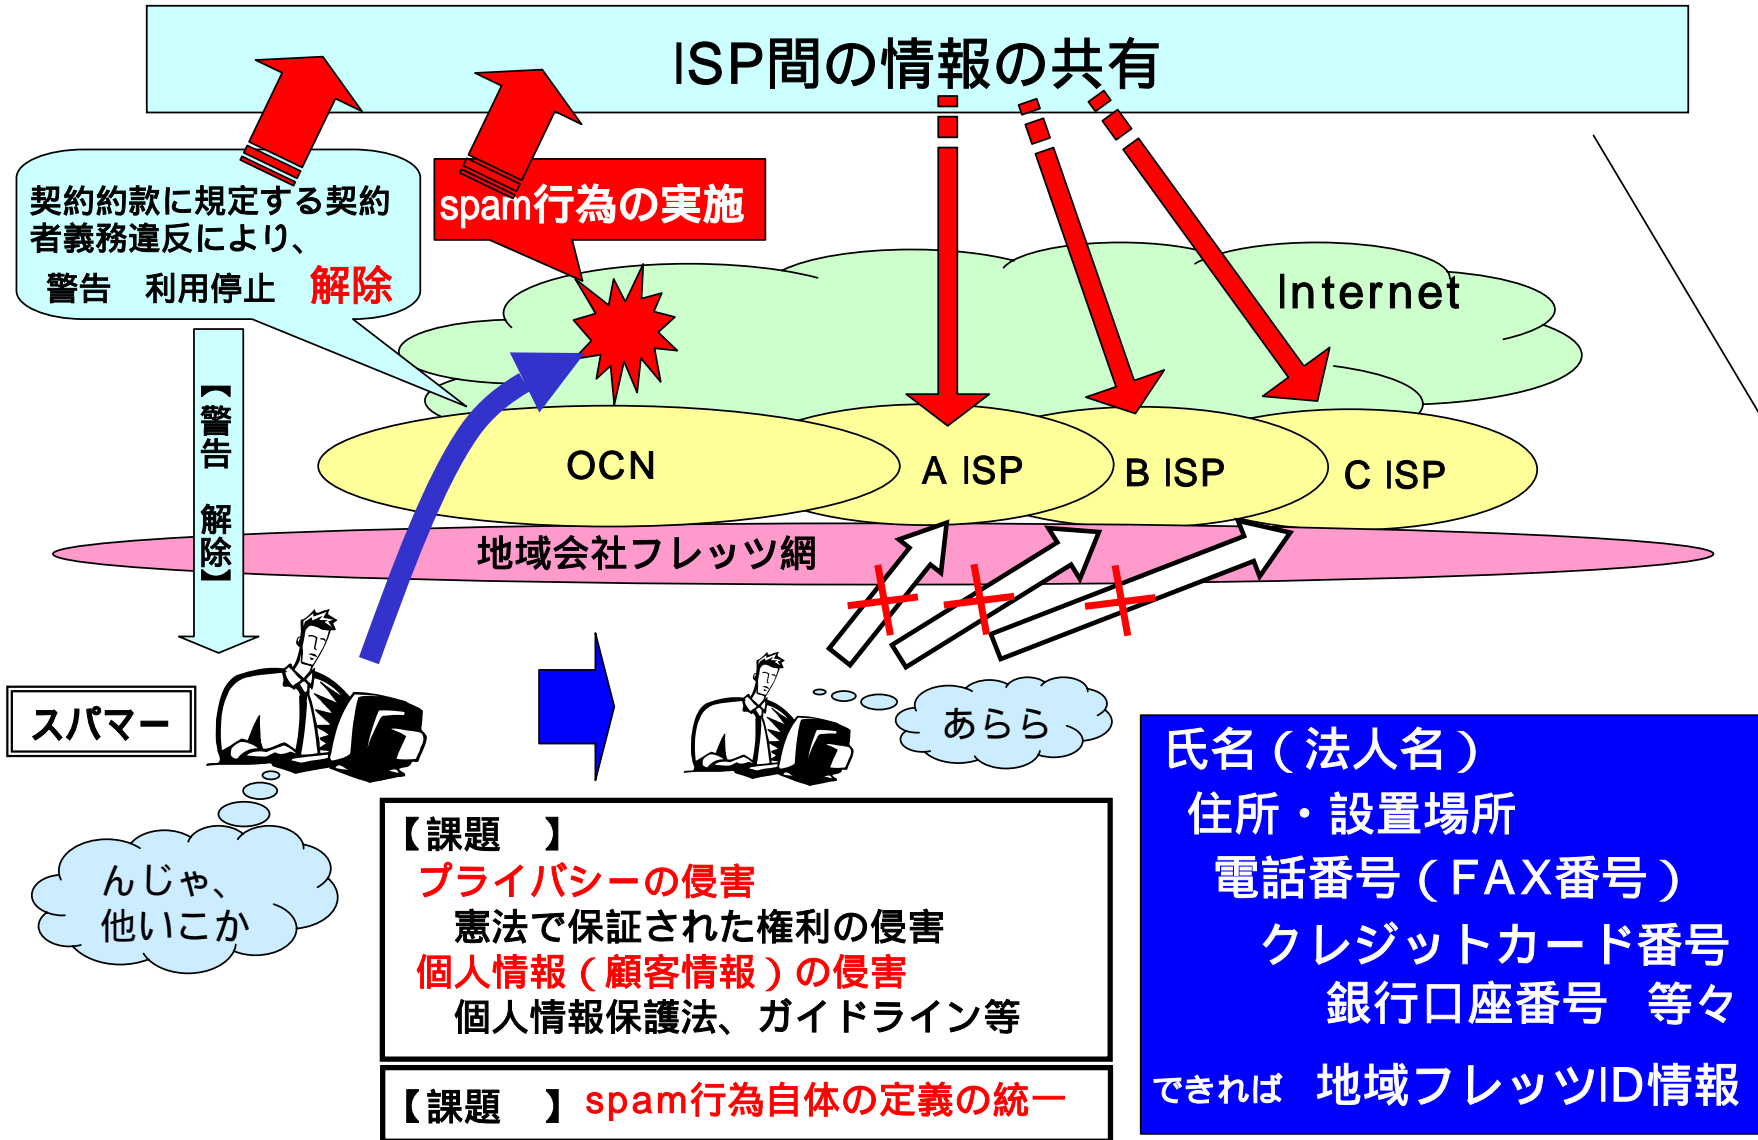 ISP間の情報の共有
契約約款に規定する契約
者義務違反により、
警告　利用停止　解除
spam行為の実施
Internet
【警告　解除】
OCN
A ISP
B ISP
C ISP
地域会社フレッツ網
スパマー
あらら
んじゃ、
他いこか
【課題　】
プライバシーの侵害
憲法で保証された権利の侵害
個人情報（顧客情報）の侵害
個人情報保護法、ガイドライン等
【課題　】spam行為自体の定義の統一
氏名（法人名）
住所・設置場所
電話番号（FAX番号）
クレジットカード番号
銀行口座番号　等々
できれば　地域フレッツID情報